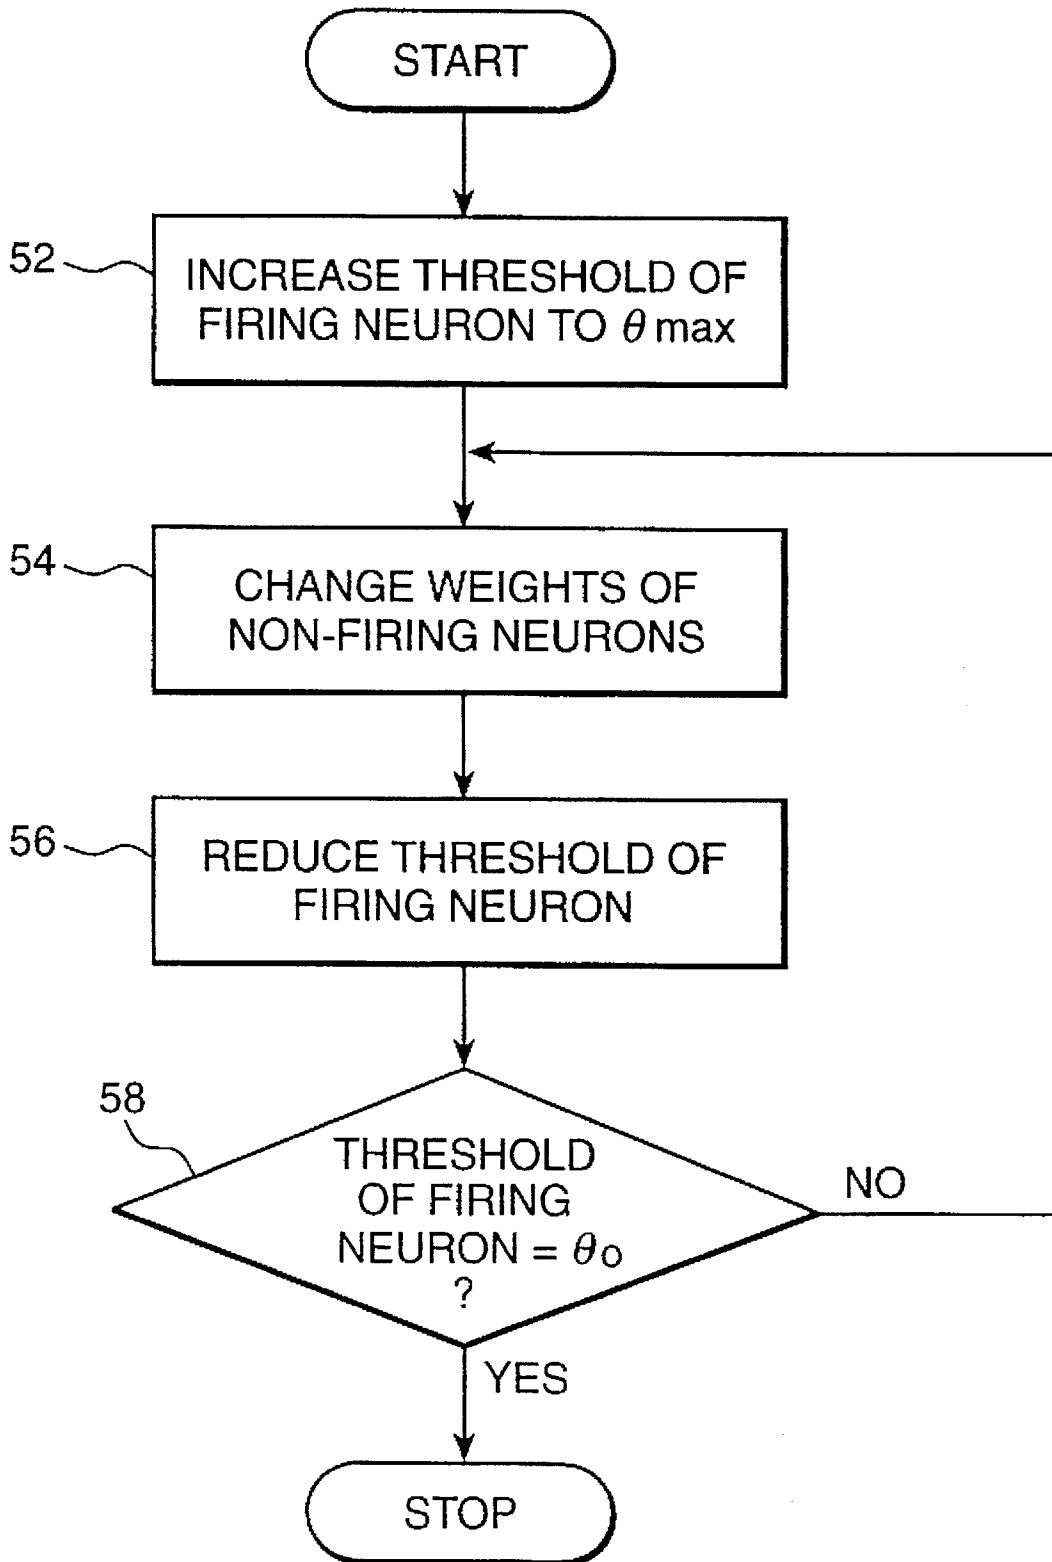 START
52
INCREASE THRESHOLD OF
FIRING NEURON TO θ max
54
CHANGE WEIGHTS OF
NON-FIRING NEURONS
56
REDUCE THRESHOLD OF
FIRING NEURON
58
THRESHOLD
OF FIRING
NEURON = θo
?
NO
YES
STOP